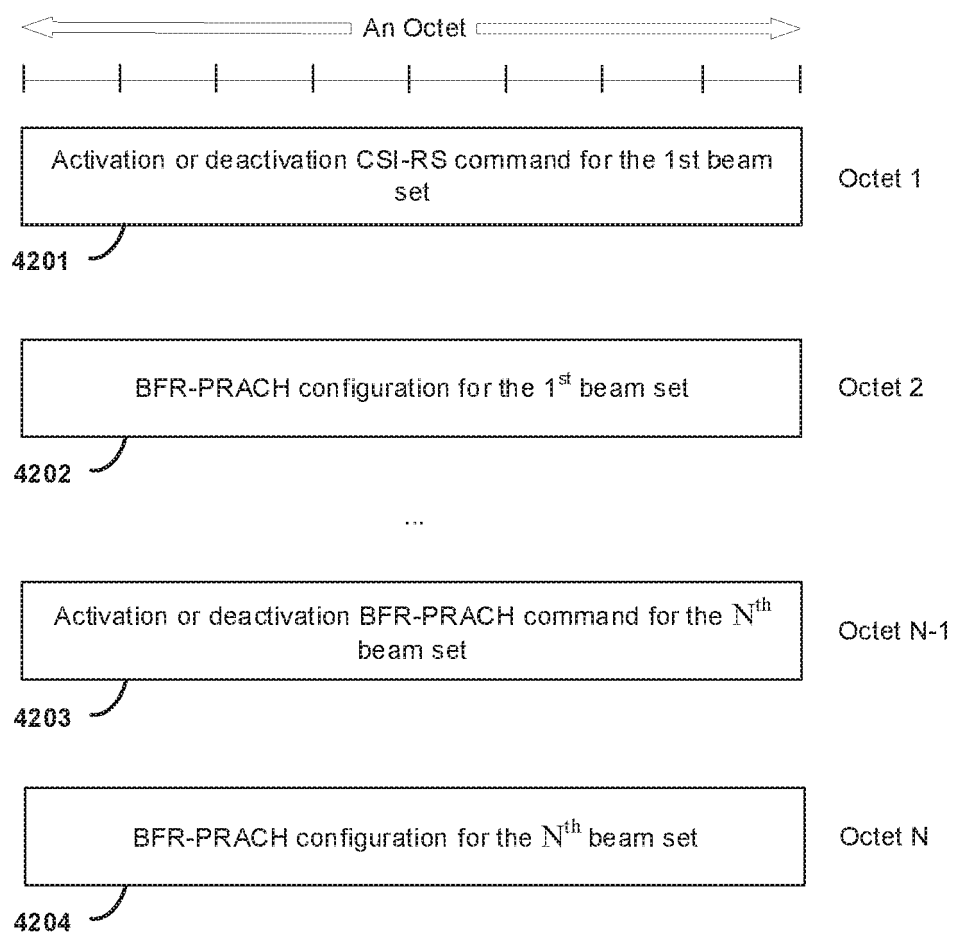 An Octet
Activation or deactivation CSI-RS command for the 1st beam
set
Octet 1
4201
BFR-PRACH configuration for the 1st beam set
Octet 2
4202
...
Activation or deactivation BFR-PRACH command for the Nth
beam set
Octet N-1
4203
BFR-PRACH configuration for the Nth beam set
Octet N
4204